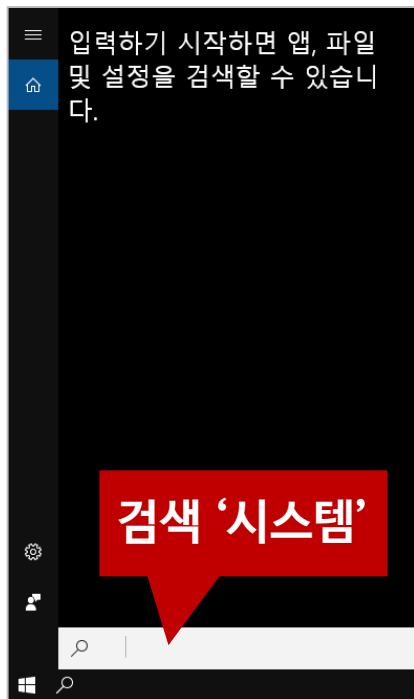 입력하기 시작하면 앱, 파일
및 설정을 검색할 수 있습니
다.
검색 ‘시스템’